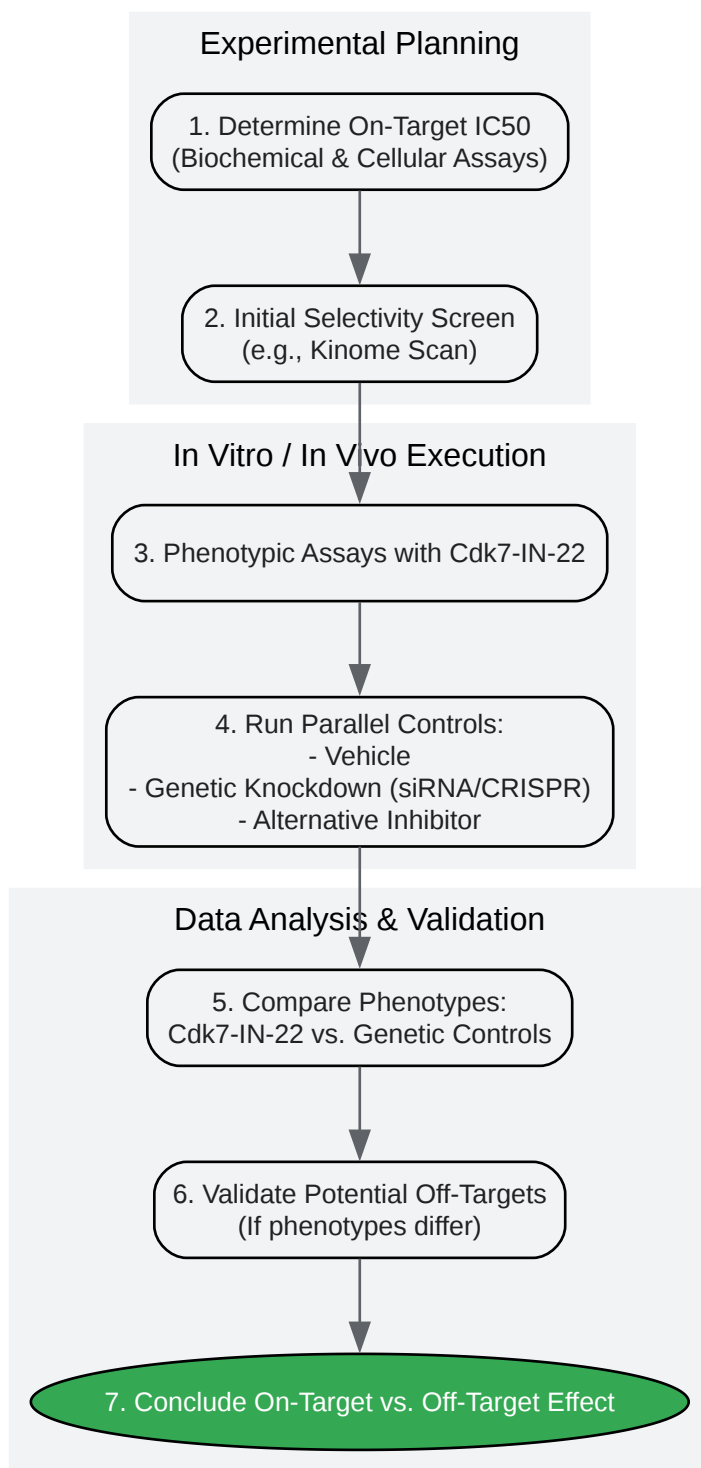 Experimental Planning
1. Determine On-Target IC50
(Biochemical & Cellular Assays)
2. Initial Selectivity Screen
(e.g., Kinome Scan)
In Vitro / In Vivo Execution
3. Phenotypic Assays with Cdk7-IN-22
4. Run Parallel Controls:
- Vehicle
- Genetic Knockdown (siRNA/CRISPR)
- Alternative Inhibitor
Data Analysis & Validation
5. Compare Phenotypes:
Cdk7-IN-22 vs. Genetic Controls
6. Validate Potential Off-Targets
(If phenotypes differ)
7. Conclude On-Target vs. Off-Target Effect